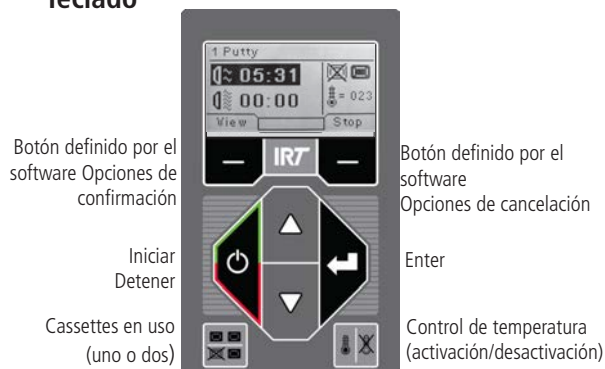 Teclado
1 Putty
05:31
00:00
= 023
View
Stop
IRT
Botón definido por el
software Opciones de
confirmación
Botón definido por el
software
Opciones de cancelación
Iniciar
Detener
Enter
Cassettes en uso
(uno o dos)
Control de temperatura
(activación/desactivación)